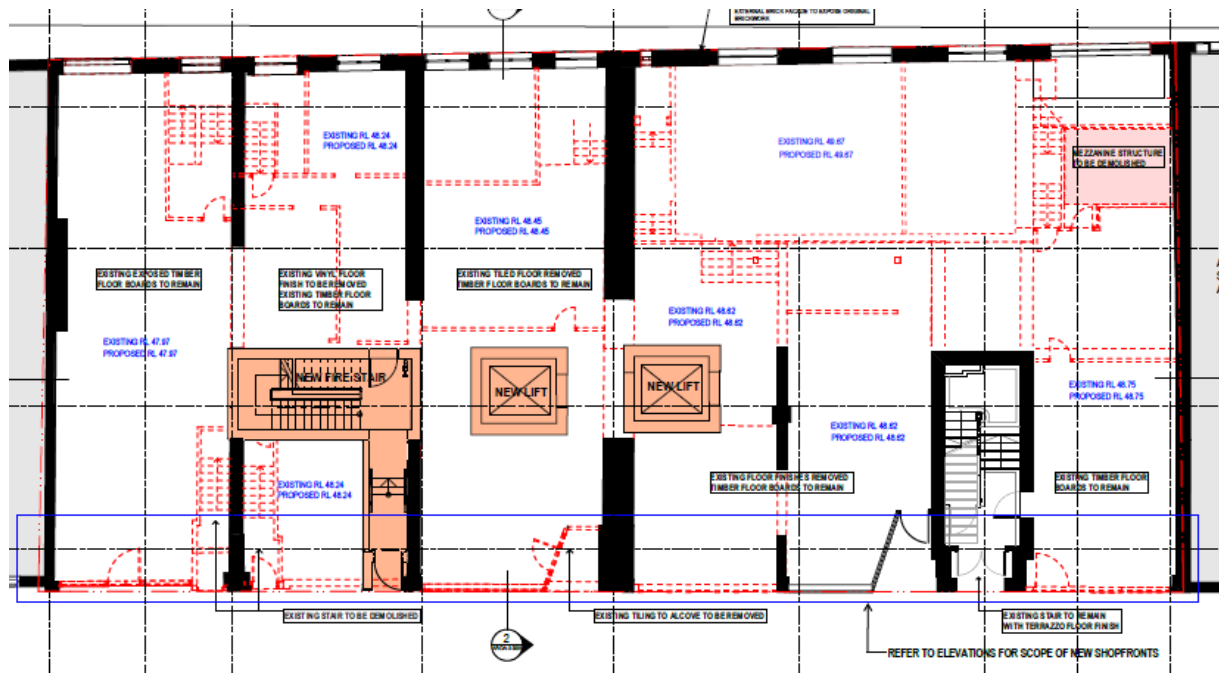 EXTERNAL BRICK FACADE TO EXPOSE ORIGINAL
BRICKWORK
EXISTING RL 48.24
PROPOSED RL 48.24
EXISTING RL 49.67
PROPOSED RL 49.67
MEZZANINE STRUCTURE
TO BE DEMOLISHED
EXISTING RL 48.45
PROPOSED RL 48.45
EXISTING EXPOSED TIMBER
FLOOR BOARDS TO REMAIN
EXISTING VINYL FLOOR
FINISH TO BE REMOVED
EXISTING TIMBER FLOOR
BOARDS TO REMAIN
EXISTING TILED FLOOR REMOVED
TIMBER FLOOR BOARDS TO REMAIN
EXISTING RL 48.62
PROPOSED RL 48.62
EXISTING RL 47.97
PROPOSED RL 47.97
NEW FIRE STAIR
NEW LIFT
NEW LIFT
EXISTING RL 48.75
PROPOSED RL 48.75
EXISTING RL 48.62
PROPOSED RL 48.62
EXISTING RL 48.24
PROPOSED RL 48.24
EXISTING FLOOR FINISHES REMOVED
TIMBER FLOOR BOARDS TO REMAIN
EXISTING TIMBER FLOOR
BOARDS TO REMAIN
EXISTING STAIR TO BE DEMOLISHED
EXISTING TILING TO ALCOVE TO BE REMOVED
EXISTING STAIR TO REMAIN
WITH TERRAZZO FLOOR FINISH
2
REFER TO ELEVATIONS FOR SCOPE OF NEW SHOPFRONTS